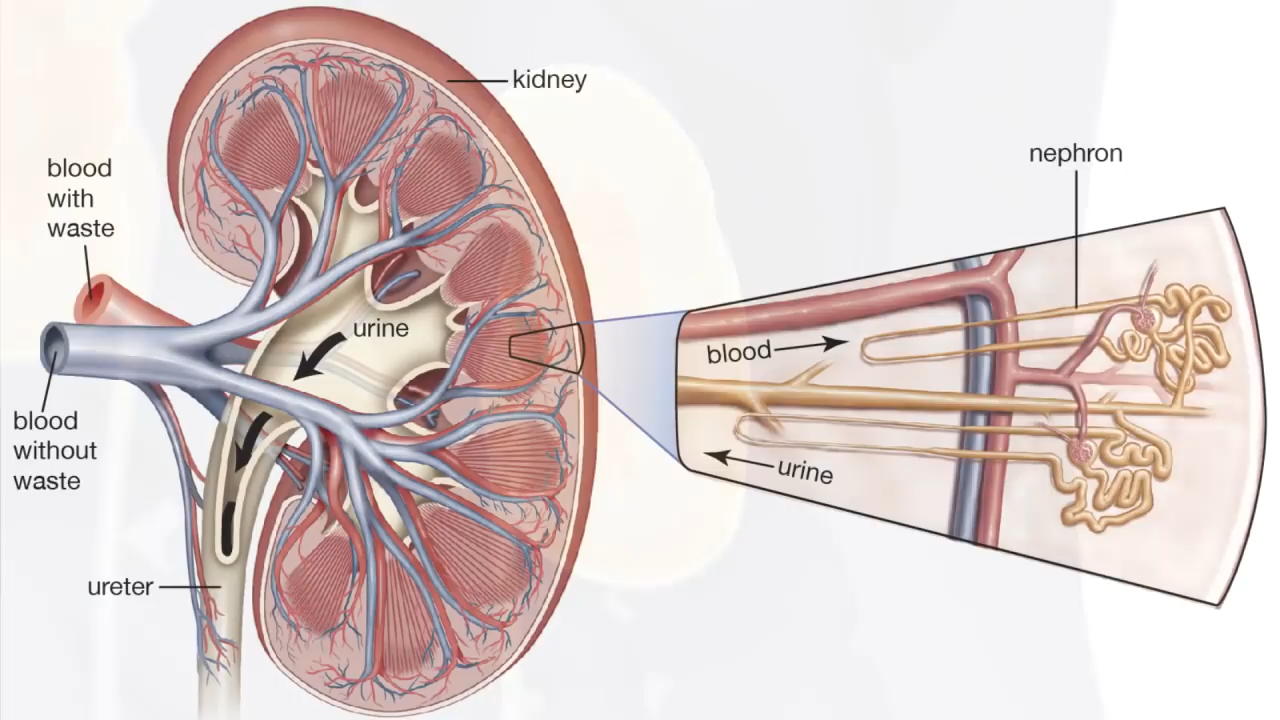 kidney
blood
with
waste
urine
blood
without
waste
ureter
nephron
blood
urine